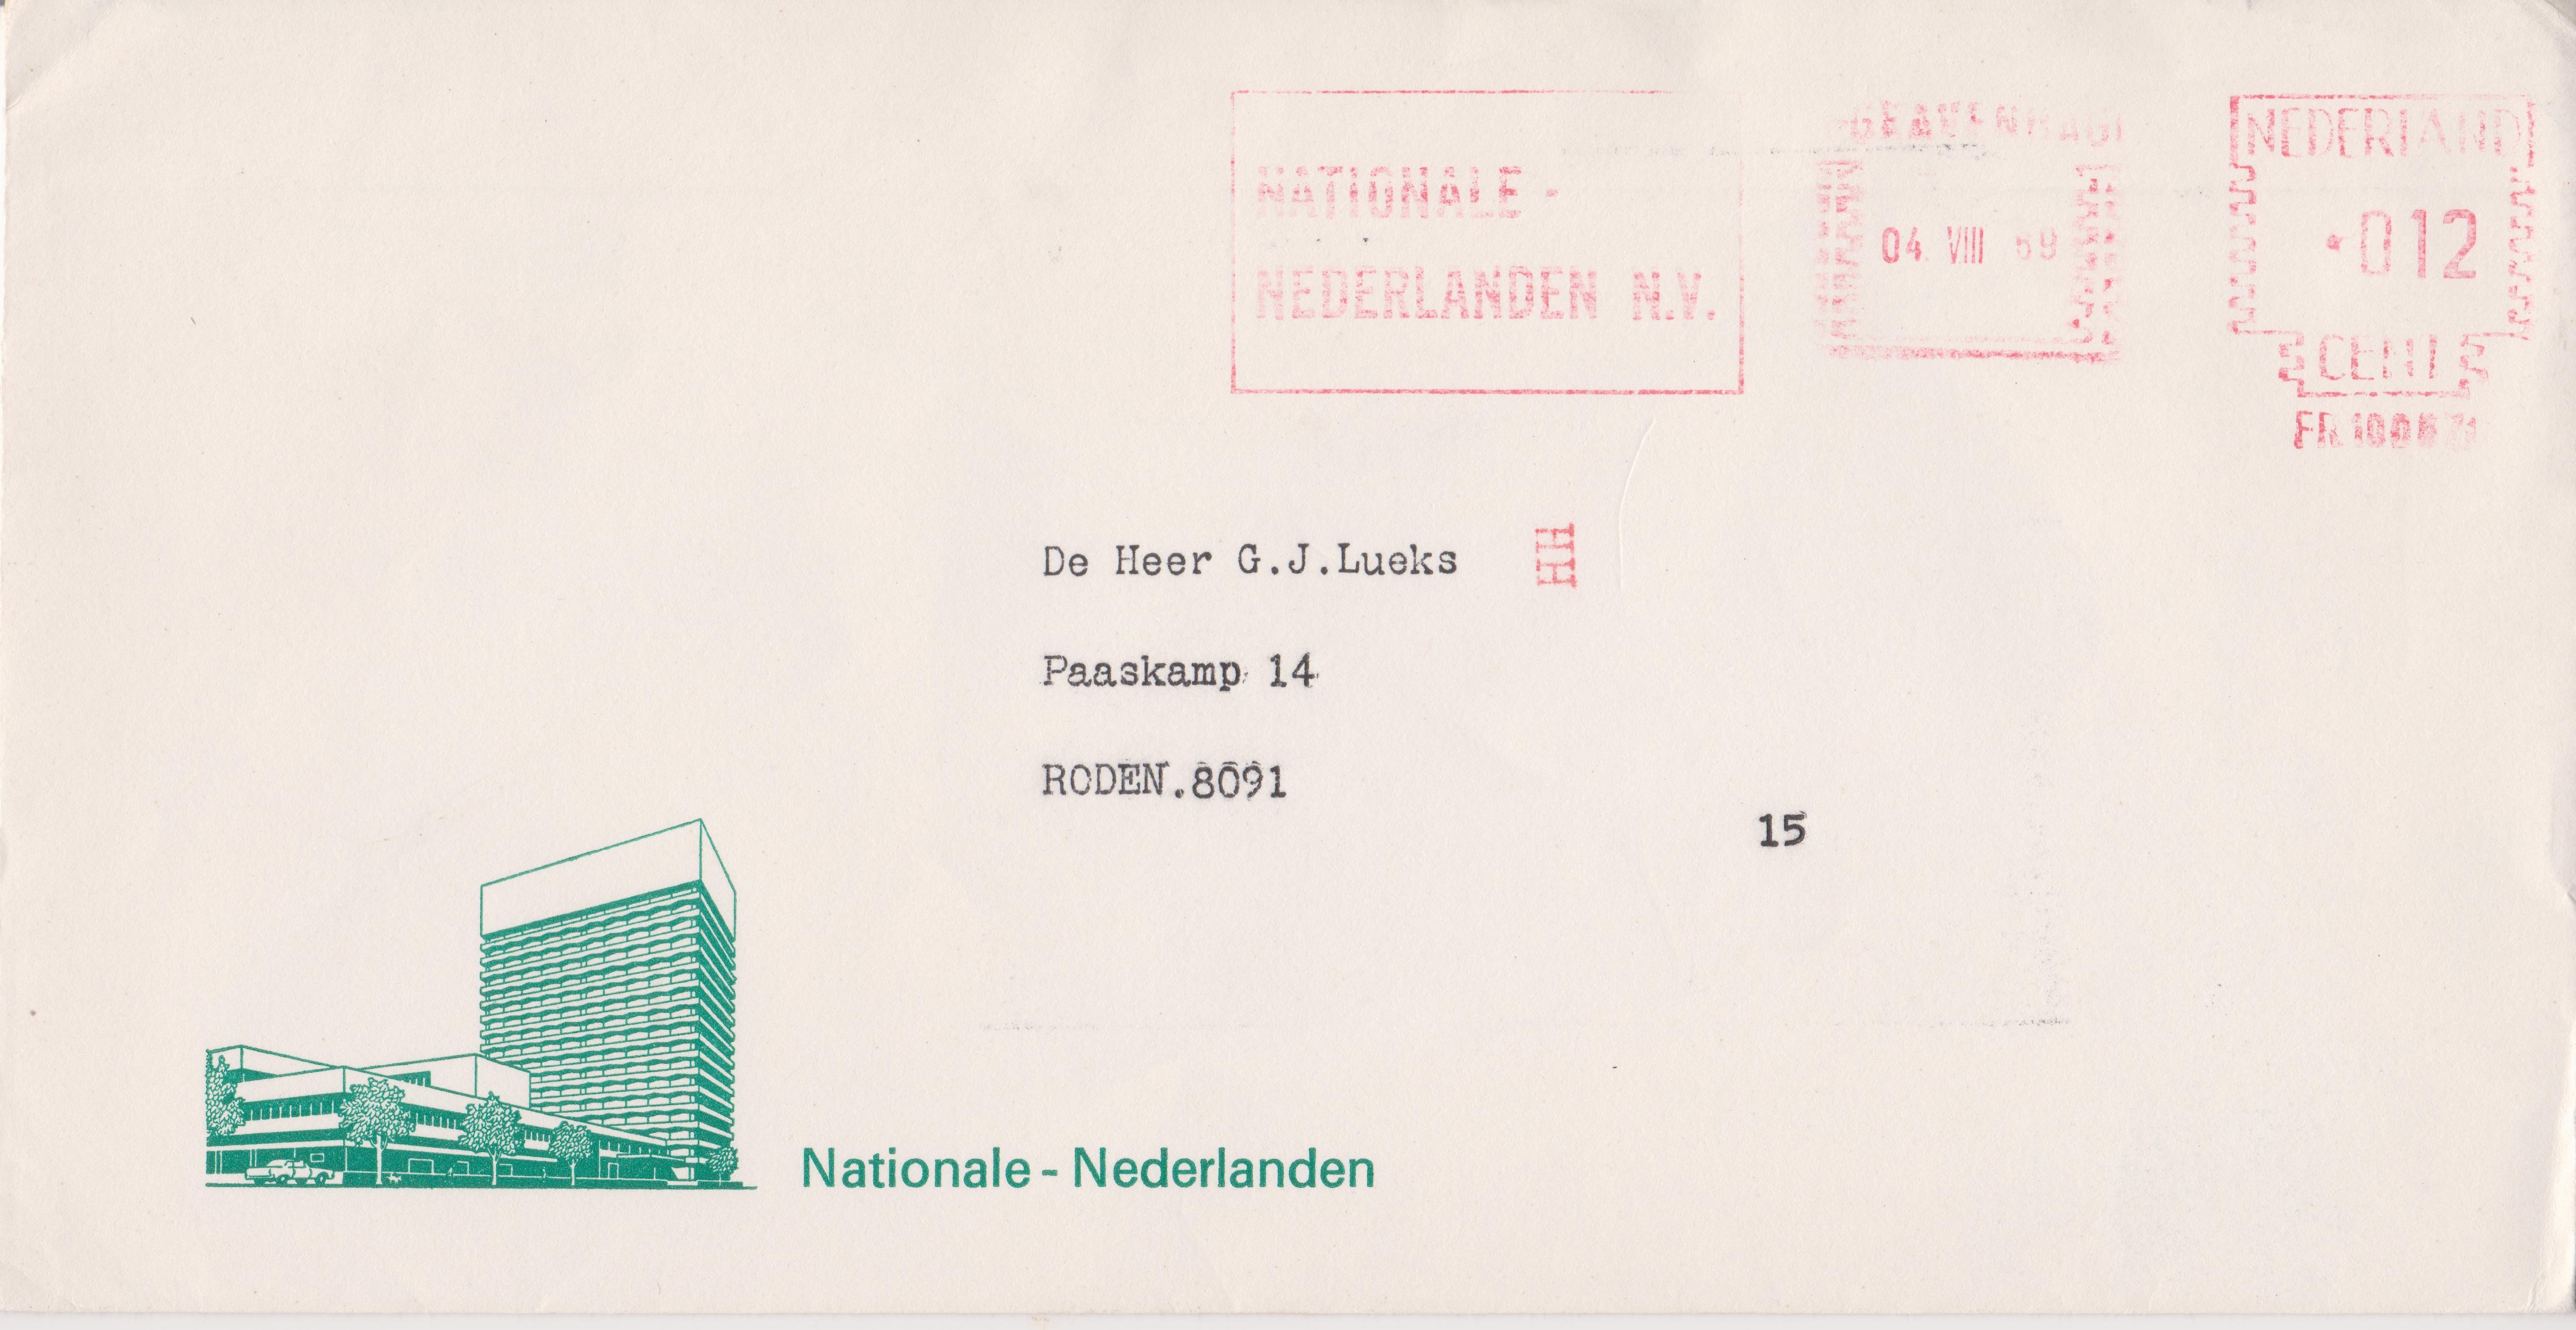 NATIONALE-
NEDERLANDEN N.V.
04 VIII 69
NEDERLAND
012
CENT
De Heer G.J.Lueks
Paaskamp 14
RODEN.8091
15
Nationale-Nederlanden